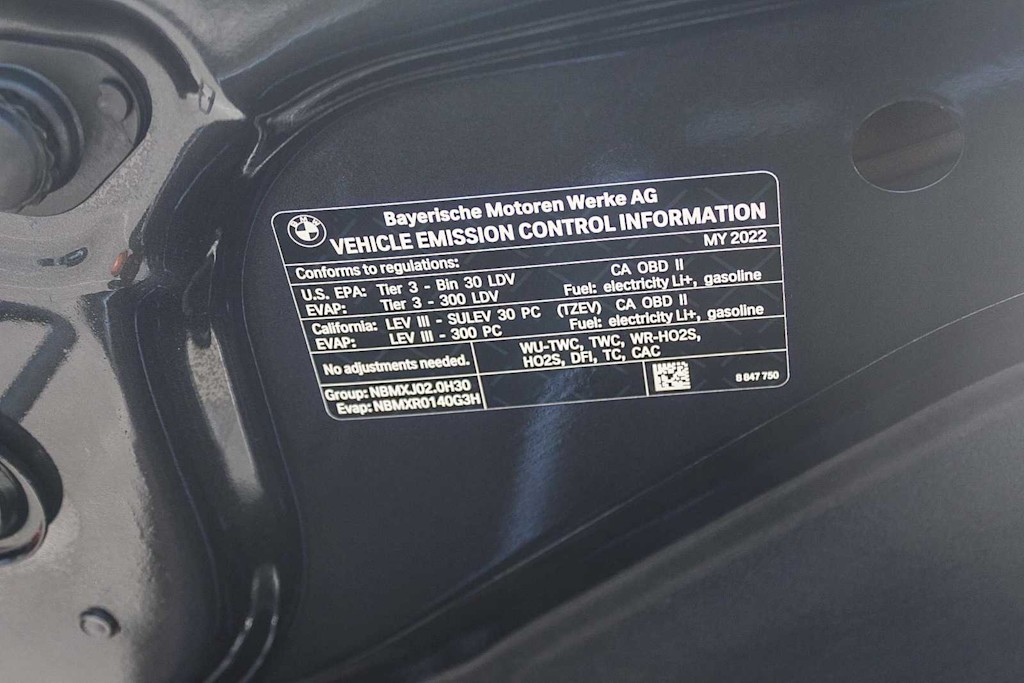 BMW
Bayerische Motoren Werke AG
VEHICLE EMISSION CONTROL INFORMATION
MY 2022
Conforms to regulations:
U.S. EPA: Tier 3 - Bin 30 LDV CA OBD II
EVAP: Tier 3 - 300 LDV Fuel: electricity Li+, gasoline
California: LEV III - SULEV 30 PC (TZEV) CA OBD II
EVAP: LEV III - 300 PC Fuel: electricity Li+, gasoline
No adjustments needed.
WU-TWC, TWC, WR-HO2S,
HO2S, DFI, TC, CAC
Group: NBMXJ02.0H30
Evap: NBMXR0140G3H
8 847 750